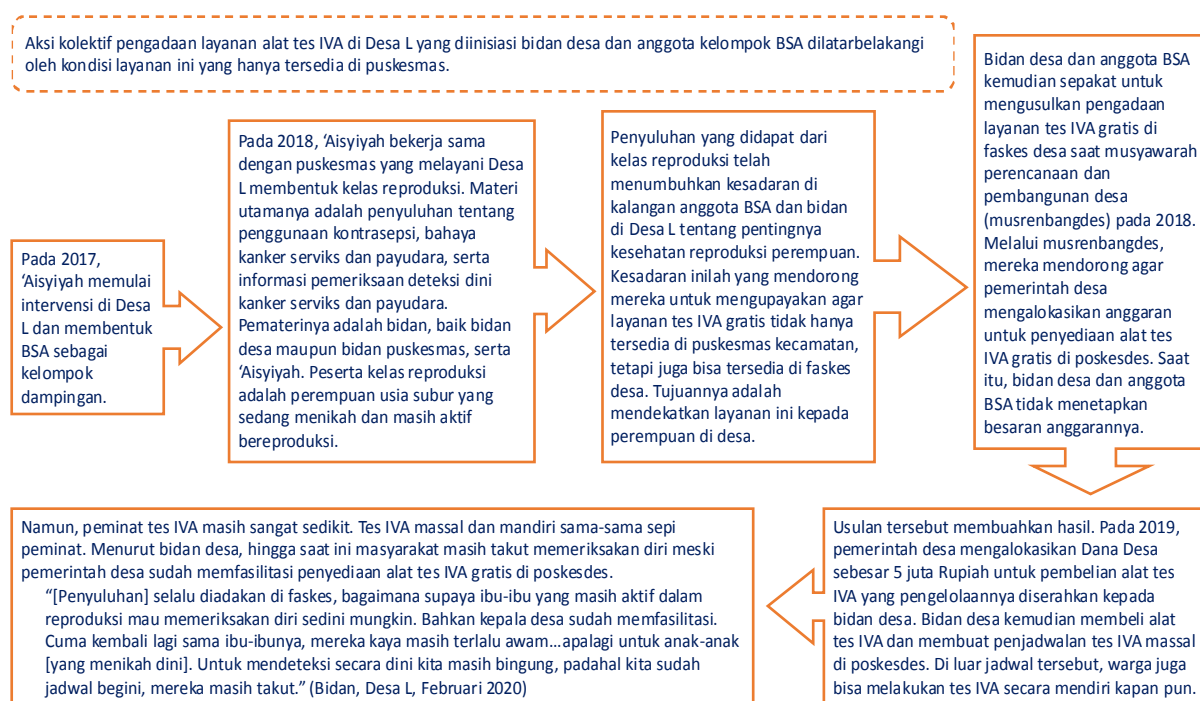 Aksi kolektif pengadaan layanan alat tes IVA di Desa L yang diinisiasi bidan desa dan anggota kelompok BSA dilatarbelakangi
oleh kondisi layanan ini yang hanya tersedia di puskesmas.
Pada 2017,
‘Aisyiyah memulai
intervensi di Desa
L dan membentuk
BSA sebagai
kelompok
dampingan.
Pada 2018, ‘Aisyiyah bekerja sama
dengan puskesmas yang melayani Desa
L membentuk kelas reproduksi. Materi
utamanya adalah penyuluhan tentang
penggunaan kontrasepsi, bahaya
kanker serviks dan payudara, serta
informasi pemeriksaan deteksi dini
kanker serviks dan payudara.
Pematerinya adalah bidan, baik bidan
desa maupun bidan puskesmas, serta
‘Aisyiyah. Peserta kelas reproduksi
adalah perempuan usia subur yang
sedang menikah dan masih aktif
bereproduksi.
Penyuluhan yang didapat dari
kelas reproduksi telah
menumbuhkan kesadaran di
kalangan anggota BSA dan bidan
di Desa L tentang pentingnya
kesehatan reproduksi perempuan.
Kesadaran inilah yang mendorong
mereka untuk mengupayakan agar
layanan tes IVA gratis tidak hanya
tersedia di puskesmas kecamatan,
tetapi juga bisa tersedia di faskes
desa. Tujuannya adalah
mendekatkan layanan ini kepada
perempuan di desa.
Bidan desa dan anggota BSA
kemudian sepakat untuk
mengusulkan pengadaan
layanan tes IVA gratis di
faskes desa saat musyawarah
perencanaan dan
pembangunan desa
(musrenbangdes) pada 2018.
Melalui musrenbangdes,
mereka mendorong agar
pemerintah desa
mengalokasikan anggaran
untuk penyediaan alat tes
IVA gratis di poskesdes. Saat
itu, bidan desa dan anggota
BSA tidak menetapkan
besaran anggarannya.
Usulan tersebut membuahkan hasil. Pada 2019,
pemerintah desa mengalokasikan Dana Desa
sebesar 5 juta Rupiah untuk pembelian alat tes
IVA yang pengelolaannya diserahkan kepada
bidan desa. Bidan desa kemudian membeli alat
tes IVA dan membuat penjadwalan tes IVA massal
di poskesdes. Di luar jadwal tersebut, warga juga
bisa melakukan tes IVA secara mendiri kapan pun.
Namun, peminat tes IVA masih sangat sedikit. Tes IVA massal dan mandiri sama-sama sepi
peminat. Menurut bidan desa, hingga saat ini masyarakat masih takut memeriksakan diri meski
pemerintah desa sudah memfasilitasi penyediaan alat tes IVA gratis di poskesdes.
“[Penyuluhan] selalu diadakan di faskes, bagaimana supaya ibu-ibu yang masih aktif dalam
reproduksi mau memeriksakan diri sedini mungkin. Bahkan kepala desa sudah memfasilitasi.
Cuma kembali lagi sama ibu-ibunya, mereka kaya masih terlalu awam…apalagi untuk anak-anak
[yang menikah dini]. Untuk mendeteksi secara dini kita masih bingung, padahal kita sudah
jadwal begini, mereka masih takut.” (Bidan, Desa L, Februari 2020)